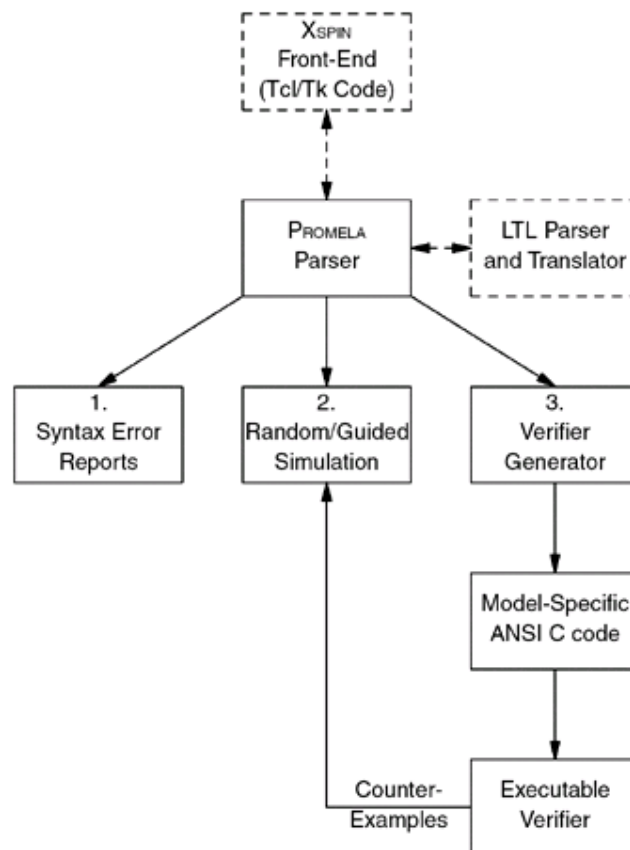 XSPIN
Front-End
(Tcl/Tk Code)
PROMELA
Parser
LTL Parser
and Translator
1.
Syntax Error
Reports
2.
Random/Guided
Simulation
3.
Verifier
Generator
Model-Specific
ANSI C code
Counter-
Examples
Executable
Verifier